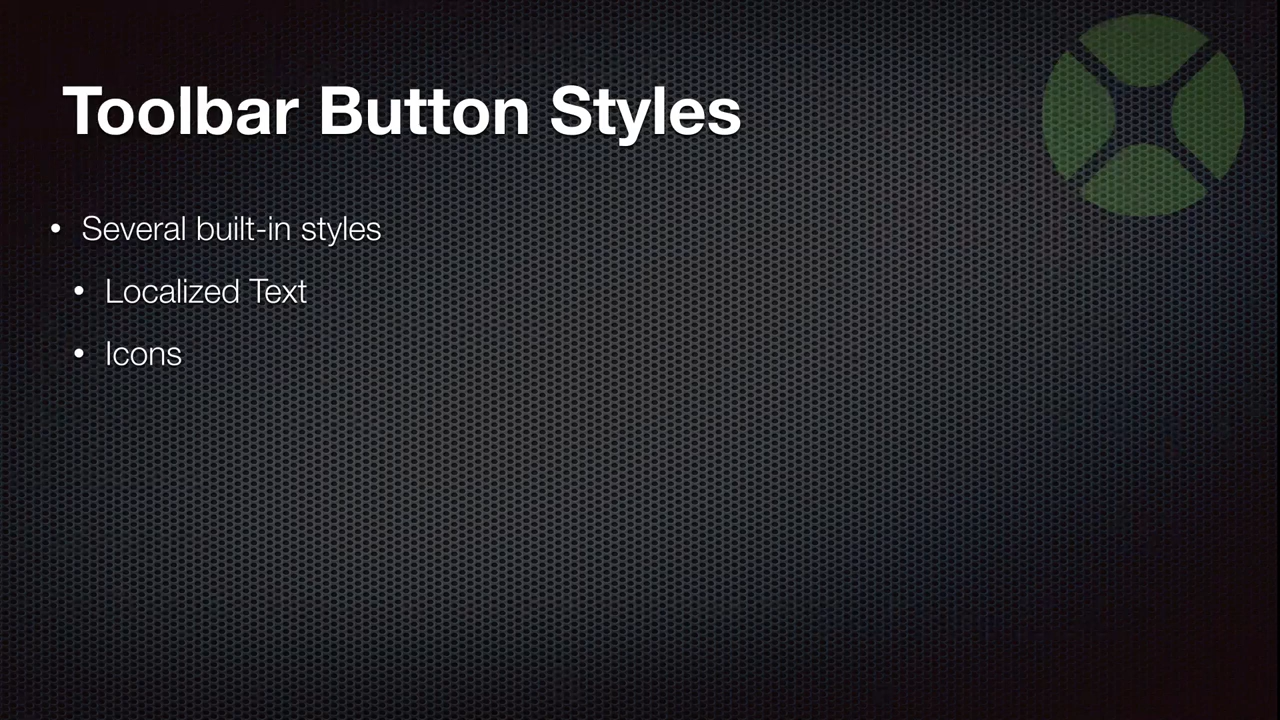 Toolbar Button Styles
• Several built-in styles
• Localized Text
• Icons